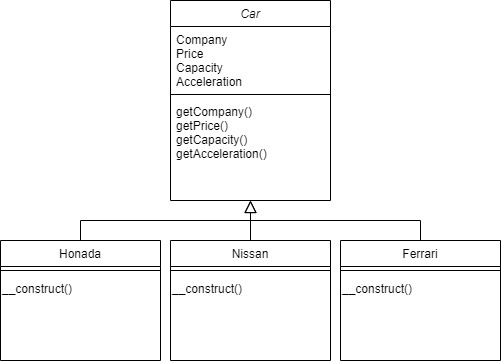 Car
Company
Price
Capacity
Acceleration
getCompany()
getPrice()
getCapacity()
getAcceleration()
Honada
Nissan
Ferrari
__construct()
__construct()
__construct()